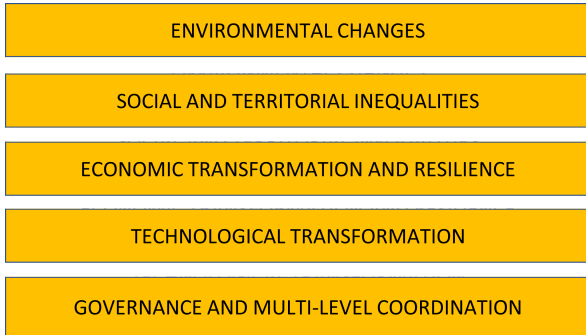 ENVIRONMENTAL CHANGES
SOCIAL AND TERRITORIAL INEQUALITIES
ECONOMIC TRANSFORMATION AND RESILIENCE
TECHNOLOGICAL TRANSFORMATION
GOVERNANCE AND MULTI-LEVEL COORDINATION